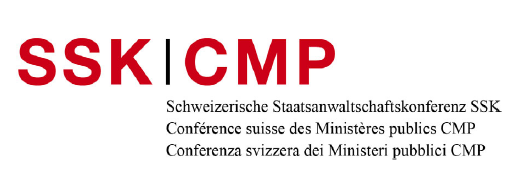 SSK|CMP
Schweizerische Staatsanwaltschaftskonferenz SSK
Conférence suisse des Ministères publics CMP
Conferenza svizzera dei Ministeri pubblici CMP